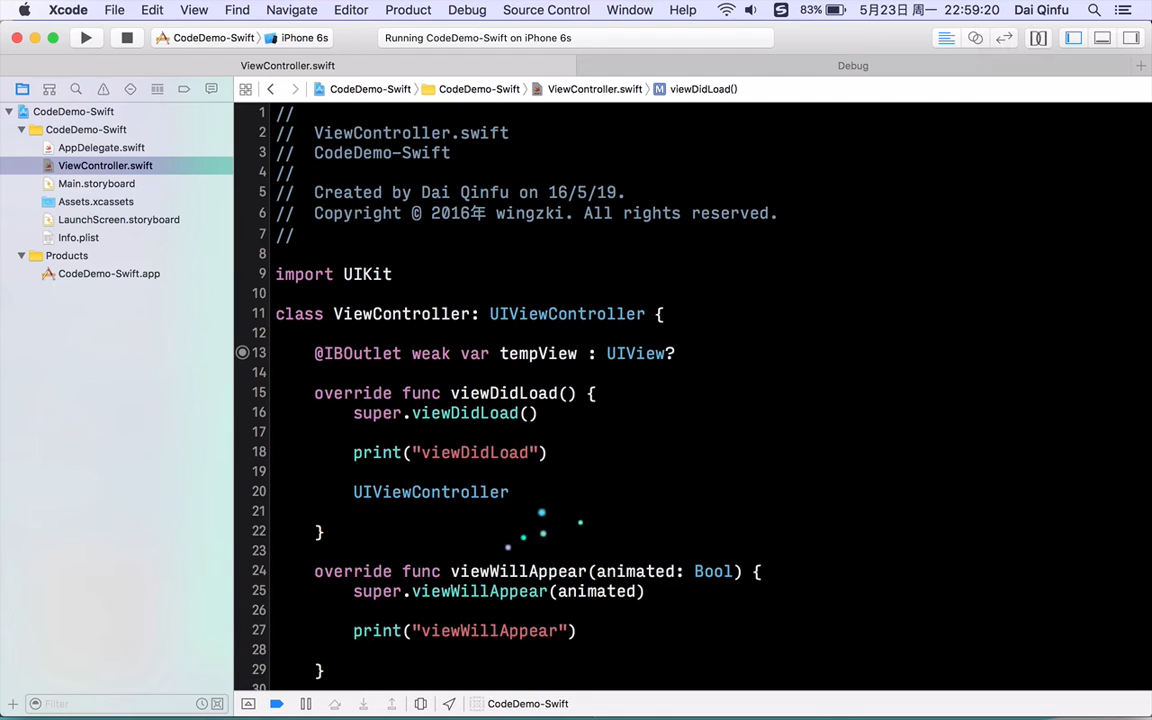 Xcode File Edit View Find Navigate Editor Product Debug Source Control Window Help 83% 5月23日 周一 22:59:20 Dai Qinfu
CodeDemo-Swift iPhone 6s Running CodeDemo-Swift on iPhone 6s
ViewController.swift Debug
CodeDemo-Swift CodeDemo-Swift ViewController.swift M viewDidLoad()
CodeDemo-Swift
CodeDemo-Swift
AppDelegate.swift
ViewController.swift
Main.storyboard
Assets.xcassets
LaunchScreen.storyboard
Info.plist
Products
CodeDemo-Swift.app
1 //
2 // ViewController.swift
3 // CodeDemo-Swift
4 //
5 // Created by Dai Qinfu on 16/5/19.
6 // Copyright © 2016年 wingzki. All rights reserved.
7 //
8
9 import UIKit
10
11 class ViewController: UIViewController {
12
13 @IBOutlet weak var tempView : UIView?
14
15 override func viewDidLoad() {
16 super.viewDidLoad()
17
18 print("viewDidLoad")
19
20 UIViewController
21
22 }
23
24 override func viewWillAppear(animated: Bool) {
25 super.viewWillAppear(animated)
26
27 print("viewWillAppear")
28
29 }
30
Filter CodeDemo-Swift